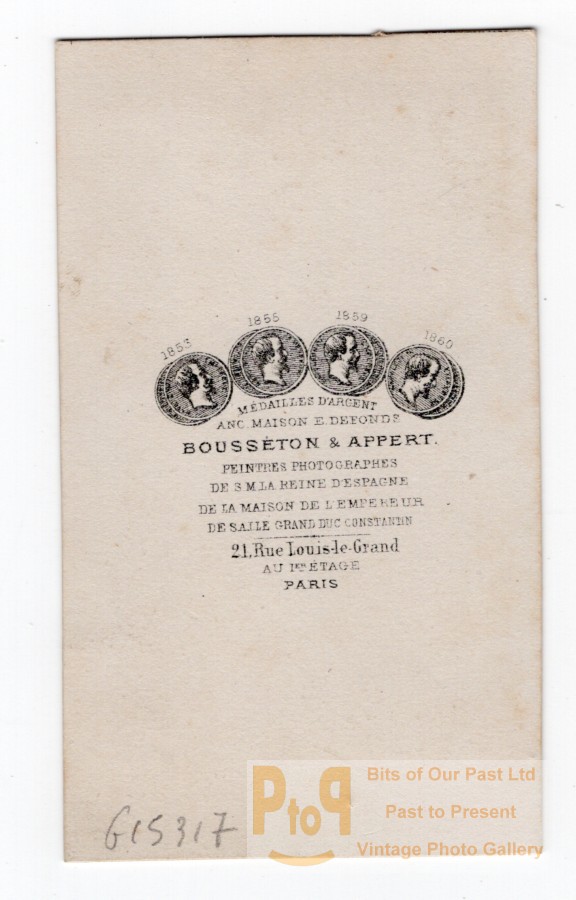 1853
1855
1859
1860
MÉDAILLES D'ARGENT
ANC. MAISON E. DEFONDS
BOUSSÉTON & APPERT.
PEINTRES PHOTOGRAPHES
DE S.M. LA REINE D'ESPAGNE
DE LA MAISON DE L'EMPEREUR
DE S.A.I. LE GRAND DUC CONSTANTIN
21, Rue Louis-le-Grand
AU 1ER ÉTAGE
PARIS
G15317
PtoP
Bits of Our Past Ltd
Past to Present
Vintage Photo Gallery